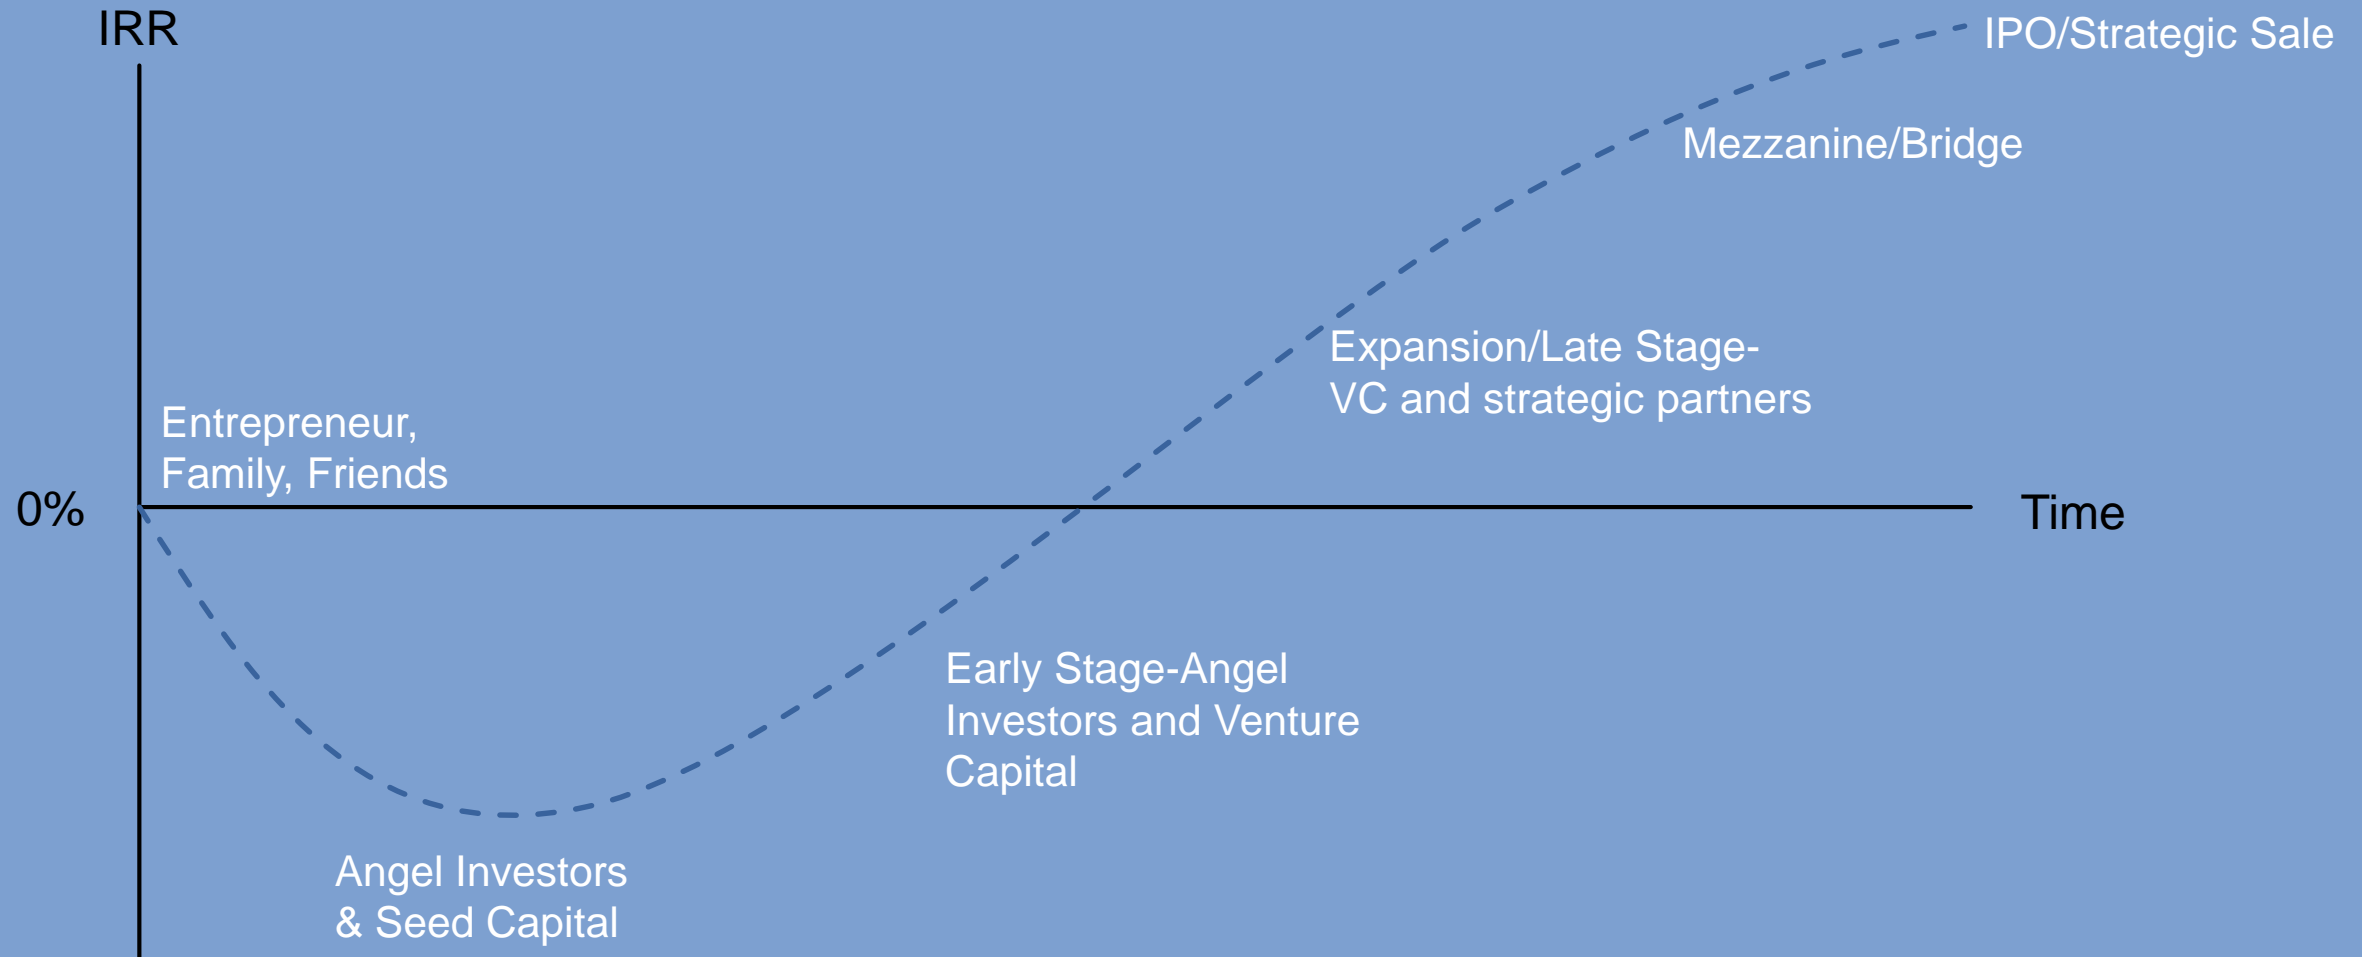 IRR
IPO/Strategic Sale
Mezzanine/Bridge
Expansion/Late Stage-
VC and strategic partners
Entrepreneur,
Family, Friends
0%
Time
Early Stage-Angel
Investors and Venture
Capital
Angel Investors
& Seed Capital